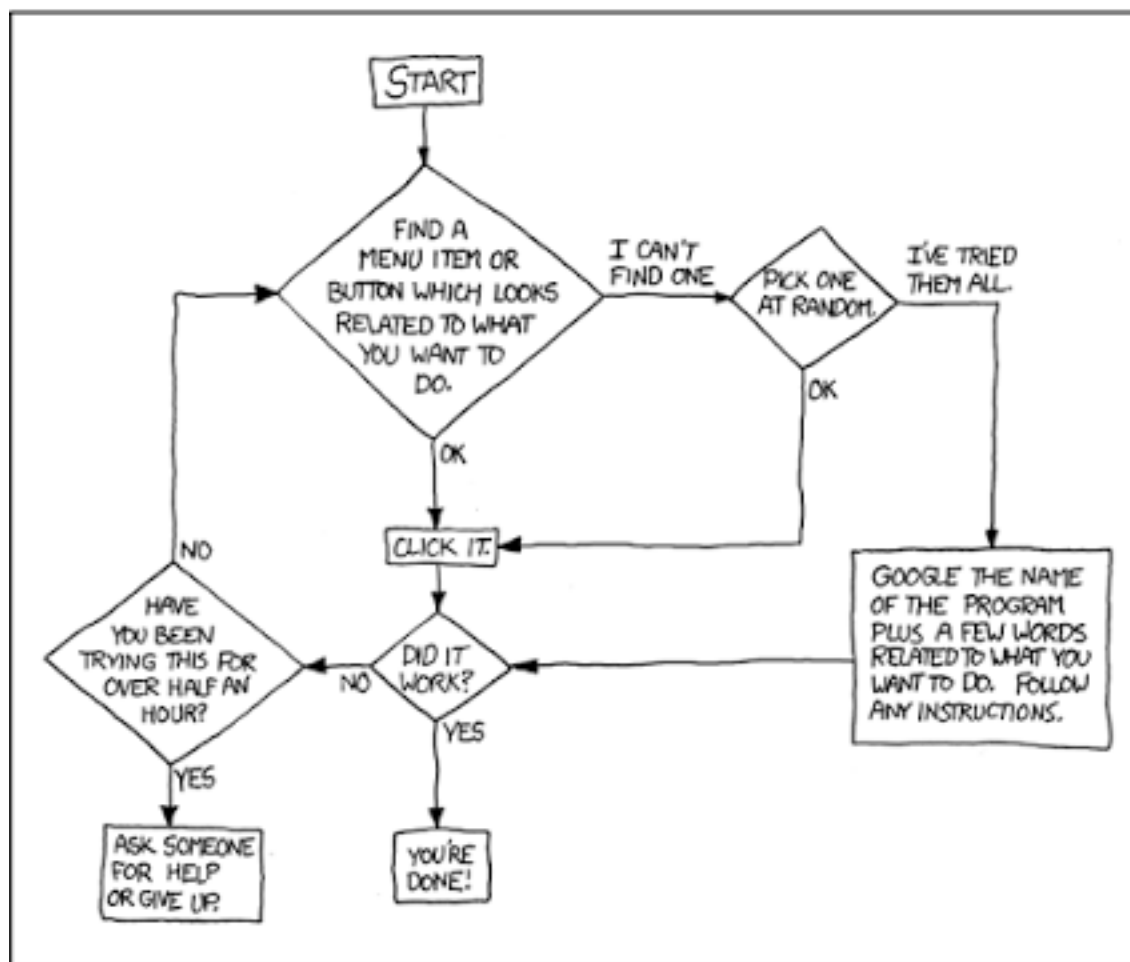 START
FIND A
MENU ITEM OR
BUTTON WHICH LOOKS
RELATED TO WHAT
YOU WANT TO
DO.
I CAN'T
FIND ONE
PICK ONE
AT RANDOM.
I'VE TRIED
THEM ALL.
OK
OK
CLICK IT.
NO
GOOGLE THE NAME
OF THE PROGRAM
PLUS A FEW WORDS
RELATED TO WHAT YOU
WANT TO DO. FOLLOW
ANY INSTRUCTIONS.
HAVE
YOU BEEN
TRYING THIS FOR
OVER HALF AN
HOUR?
NO
DID IT
WORK?
YES
YES
ASK SOMEONE
FOR HELP
OR GIVE UP.
YOU'RE
DONE!